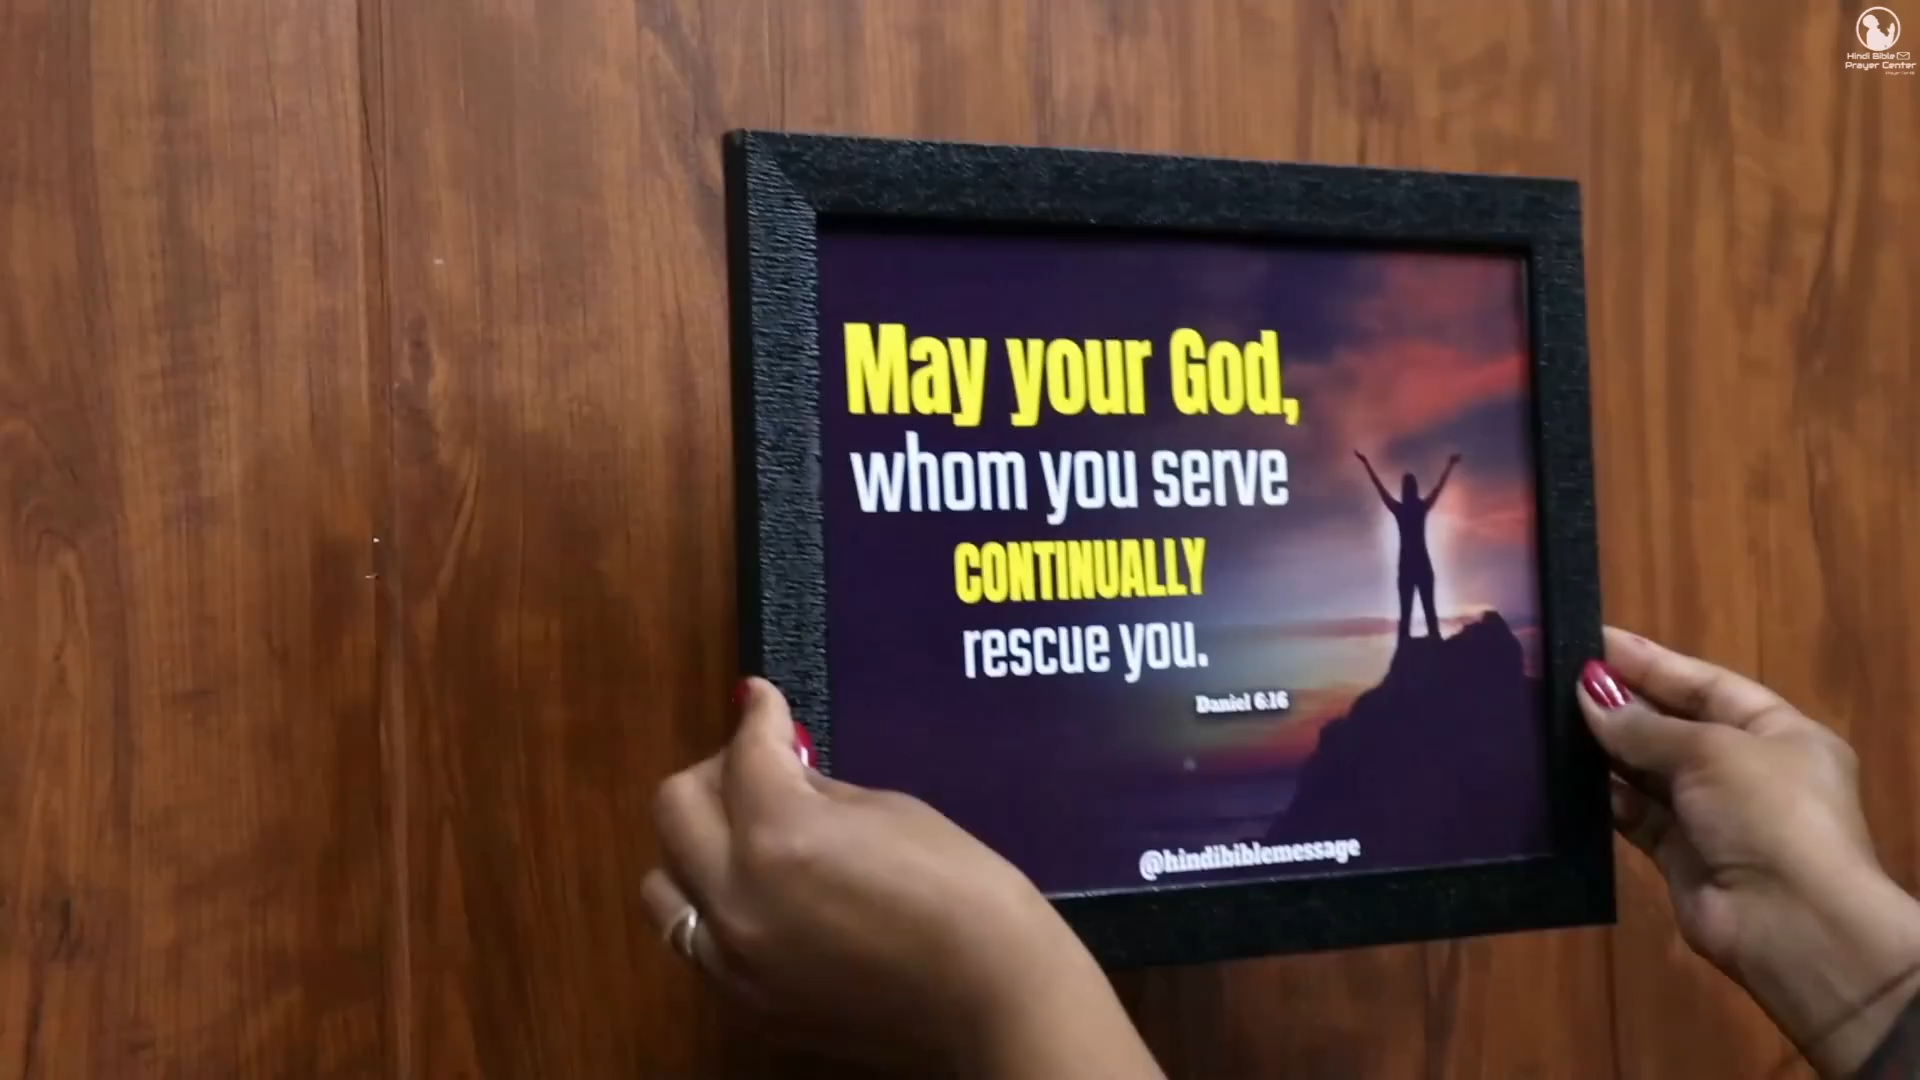 Hindi Bible
Prayer Center
May your God,
whom you serve
CONTINUALLY
rescue you.
Daniel 6:16
@hindibiblemessage